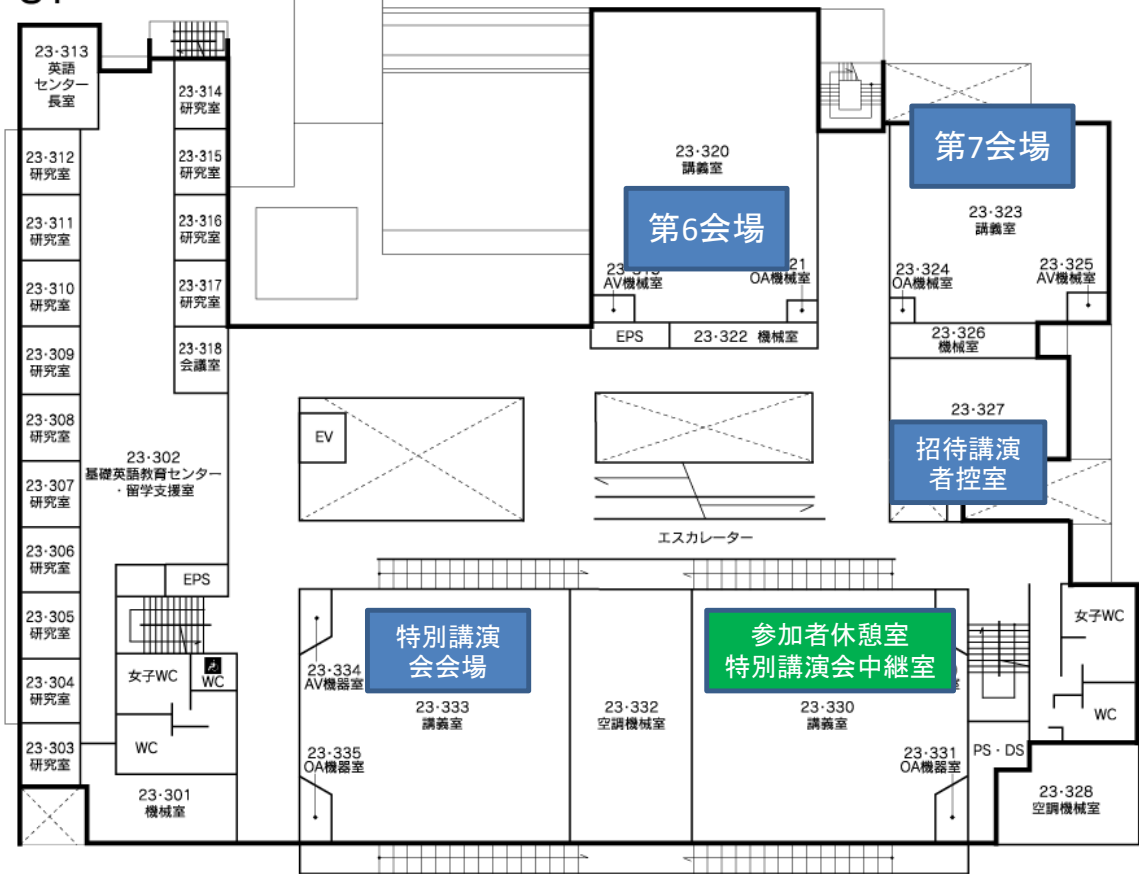 23·313
英語
センター
長室
23·314
研究室
23·312
研究室
23·315
研究室
23·311
研究室
23·316
研究室
23·310
研究室
23·317
研究室
23·309
研究室
23·318
会議室
23·308
研究室
23·302
基礎英語教育センター
・留学支援室
23·307
研究室
23·306
研究室
EPS
23·305
研究室
23·304
研究室
女子WC
WC
23·303
研究室
WC
23·301
機械室
23·320
講義室
第6会場
AV機械室
OA機械室
EPS
23·322 機械室
第7会場
23·323
講義室
23·324
OA機械室
23·325
AV機械室
23·326
機械室
23·327
招待講演
者控室
EV
エスカレーター
特別講演
会会場
23·334
AV機器室
23·333
講義室
23·335
OA機器室
23·332
空調機械室
参加者休憩室
特別講演会中継室
23·330
講義室
23·331
OA機器室
女子WC
WC
PS・DS
23·328
空調機械室